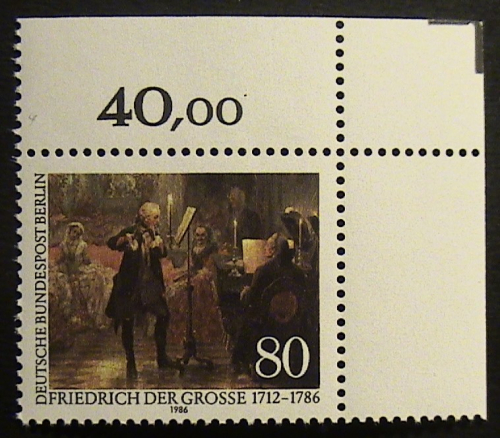 40,00
DEUTSCHE BUNDESPOST BERLIN
80
FRIEDRICH DER GROSSE 1712–1786
1986